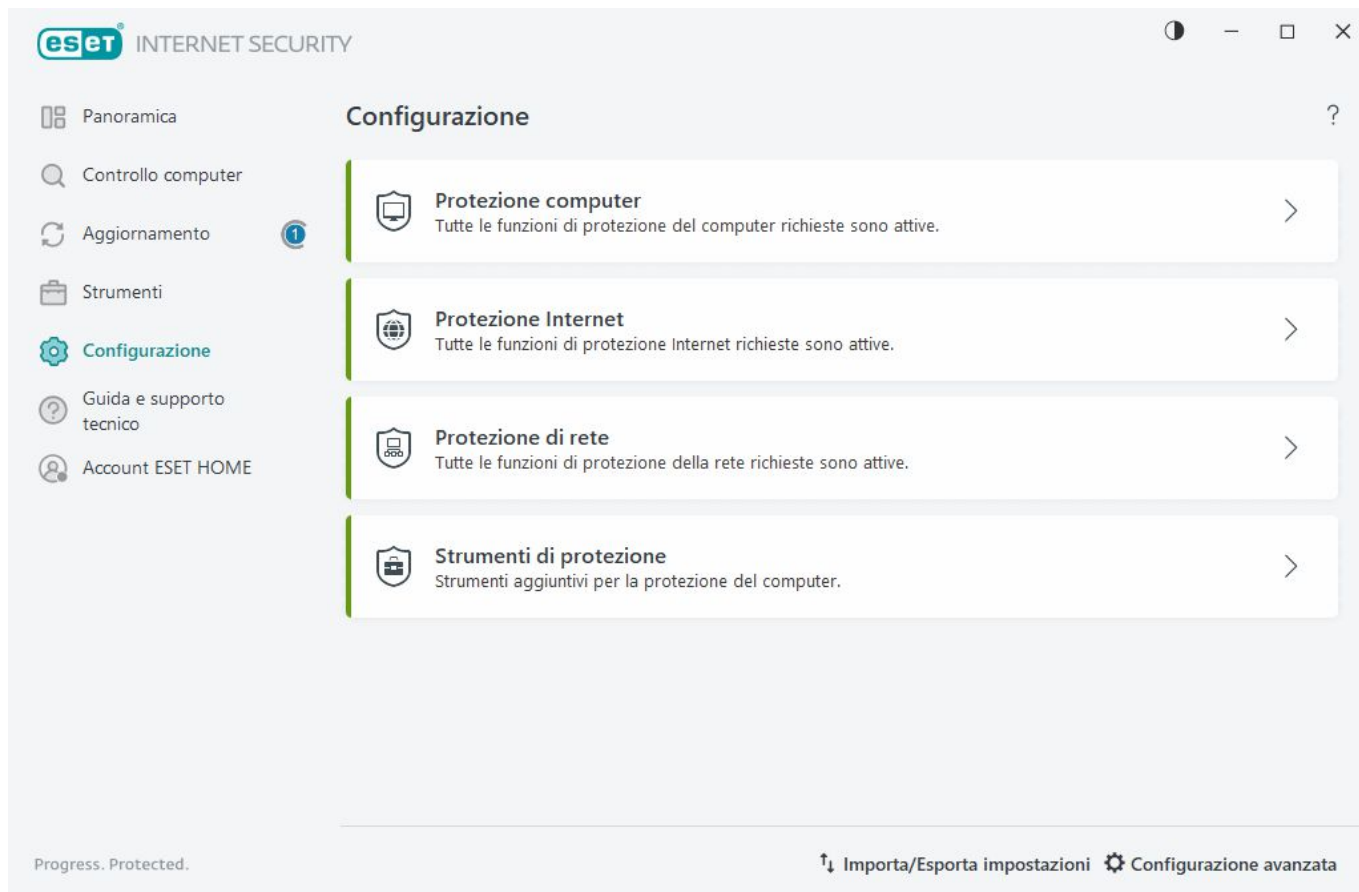 eset® INTERNET SECURITY
Panoramica
Controllo computer
Aggiornamento 1
Strumenti
Configurazione
Guida e supporto
tecnico
Account ESET HOME
Configurazione ?
Protezione computer
Tutte le funzioni di protezione del computer richieste sono attive.
Protezione Internet
Tutte le funzioni di protezione Internet richieste sono attive.
Protezione di rete
Tutte le funzioni di protezione della rete richieste sono attive.
Strumenti di protezione
Strumenti aggiuntivi per la protezione del computer.
Progress. Protected.
Importa/Esporta impostazioni Configurazione avanzata